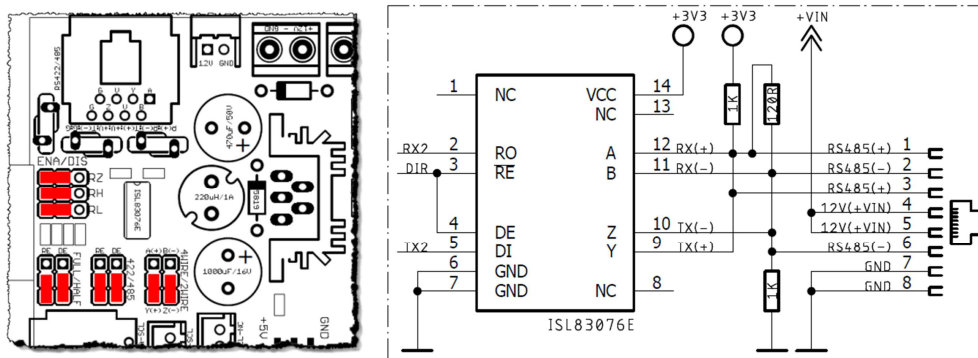 +12V - GND
12V GND
RS422/485
G V Y A
G Z V B
470uF/50V
ENA/DIS
RZ
RH
RL
ISL83076E
220uH/1A
5819
1000uF/16V
RE DE
RE DE
A(+)B(-)
FULL/HALF
422/485
4WIRE/2WIRE
Y(+)Z(-)
+5V
GND
+3V3 +3V3 +VIN
1 NC VCC 14
NC 13
1K
120R
RX2 2 RO A 12 RX(+) RS485(+) 1
DIR 3 RE B 11 RX(-) RS485(-) 2
RS485(+) 3
12V(+VIN) 4
4 DE Z 10 TX(-) 12V(+VIN) 5
TX2 5 DI Y 9 TX(+) RS485(-) 6
6 GND GND 7
7 GND NC 8 1K GND 8
ISL83076E